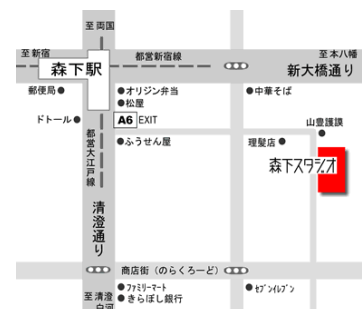 至両国
至新宿
都営新宿線
至本八幡
森下駅
新大橋通り
郵便局
オリジン弁当
松屋
中華そば
ドトール
A6 EXIT
山豊護謨
ふうせん屋
理髪店
都営大江戸線
森下スタジオ
清澄通り
商店街(のらくろーど)
至清澄白河
ファミリーマート
きらぼし銀行
セブンイレブン